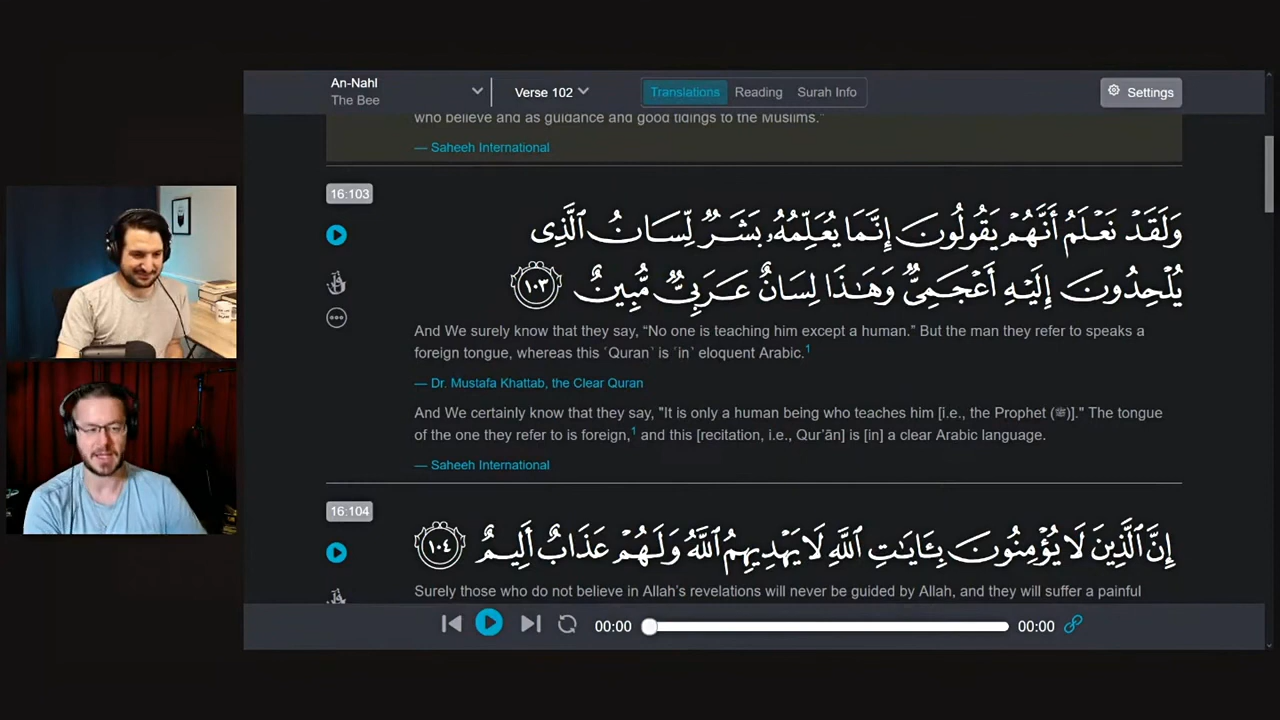 An-Nahl
The Bee
Verse 102
Translations
Reading
Surah Info
Settings
who believe and as guidance and good tidings to the Muslims."
— Saheeh International
16:103
وَلَقَدْ نَعْلَمُ أَنَّهُمْ يَقُولُونَ إِنَّمَا يُعَلِّمُهُۥ بَشَرٌ ۗ لِّسَانُ ٱلَّذِى
يُلْحِدُونَ إِلَيْهِ أَعْجَمِىٌّ وَهَـٰذَا لِسَانٌ عَرَبِىٌّ مُّبِينٌ ١٠٣
And We surely know that they say, “No one is teaching him except a human.” But the man they refer to speaks a
foreign tongue, whereas this ˹Quran˺ is ˹in˺ eloquent Arabic.1
— Dr. Mustafa Khattab, the Clear Quran
And We certainly know that they say, "It is only a human being who teaches him [i.e., the Prophet (ﷺ)]." The tongue
of the one they refer to is foreign,1 and this [recitation, i.e., Qur’ān] is [in] a clear Arabic language.
— Saheeh International
16:104
إِنَّ ٱلَّذِينَ لَا يُؤْمِنُونَ بِـَٔايَـٰتِ ٱللَّهِ لَا يَهْدِيهِمُ ٱللَّهُ وَلَهُمْ عَذَابٌ أَلِيمٌ ١٠٤
Surely those who do not believe in Allah’s revelations will never be guided by Allah, and they will suffer a painful
00:00
00:00